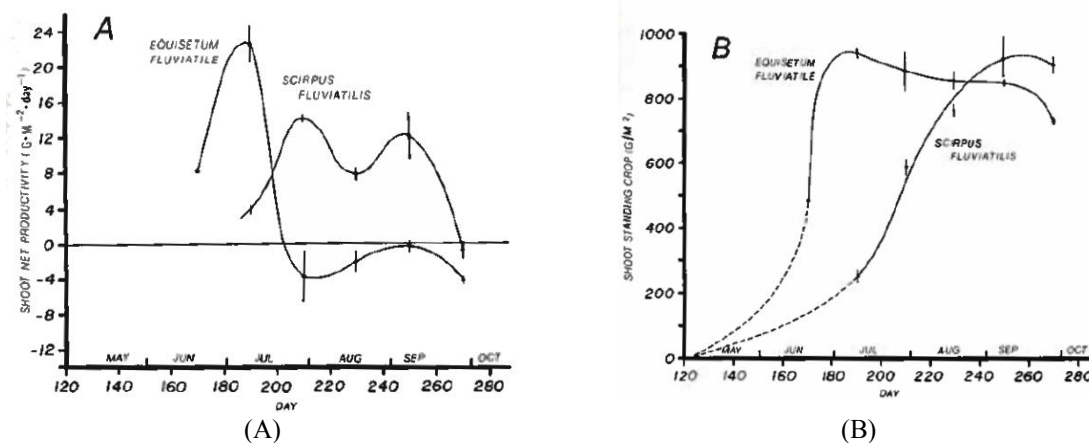 A
EQUISETUM
FLUVIATILE
SCIRPUS
FLUVIATILIS
SHOOT NET PRODUCTIVITY (G·M⁻²·day⁻¹)
24
20
16
12
8
4
0
-4
-8
-12
MAY JUN JUL AUG SEP OCT
120 140 160 180 200 220 240 260 280
DAY
(A)
B
EQUISETUM
FLUVIATILE
SCIRPUS
FLUVIATILIS
SHOOT STANDING CROP (G/M²)
1000
800
600
400
200
0
MAY JUN JUL AUG SEP OCT
120 140 160 180 200 220 240 260 280
DAY
(B)